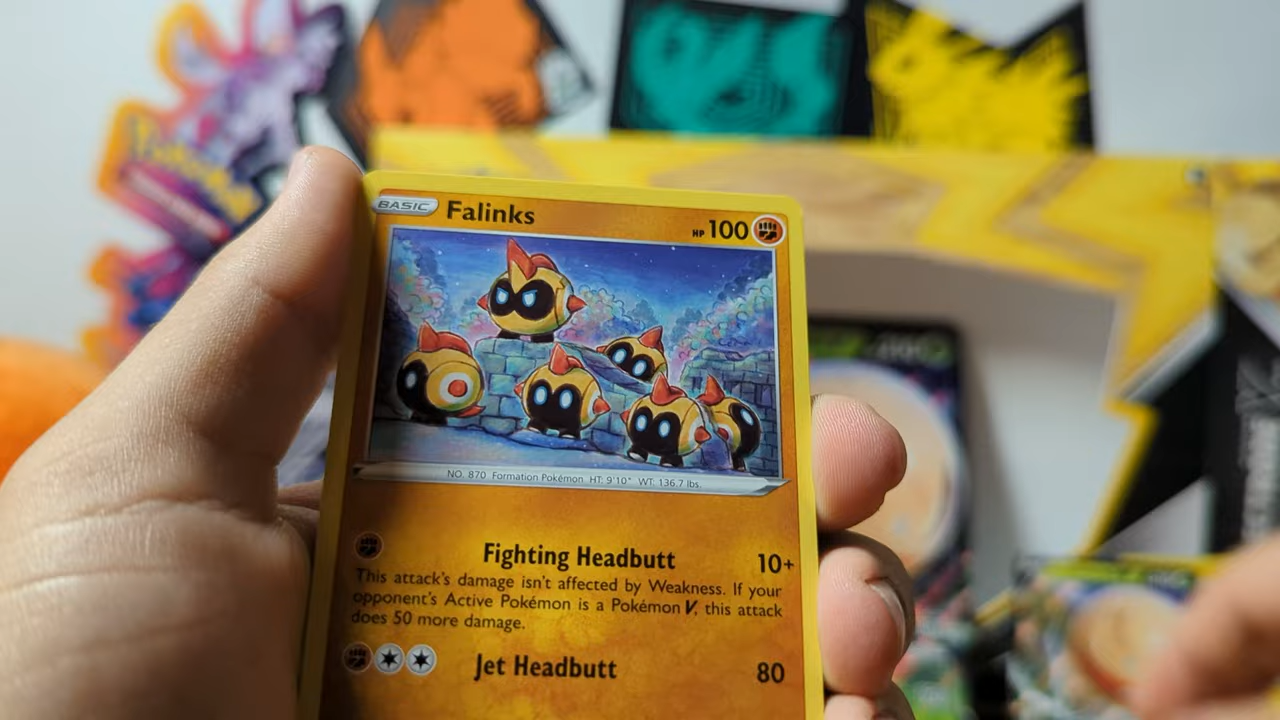 Pokémon
BASIC Falinks HP 100
NO. 870 Formation Pokémon HT: 9'10" WT: 136.7 lbs.
Fighting Headbutt 10+
This attack's damage isn't affected by Weakness. If your
opponent's Active Pokémon is a Pokémon V, this attack
does 50 more damage.
Jet Headbutt 80